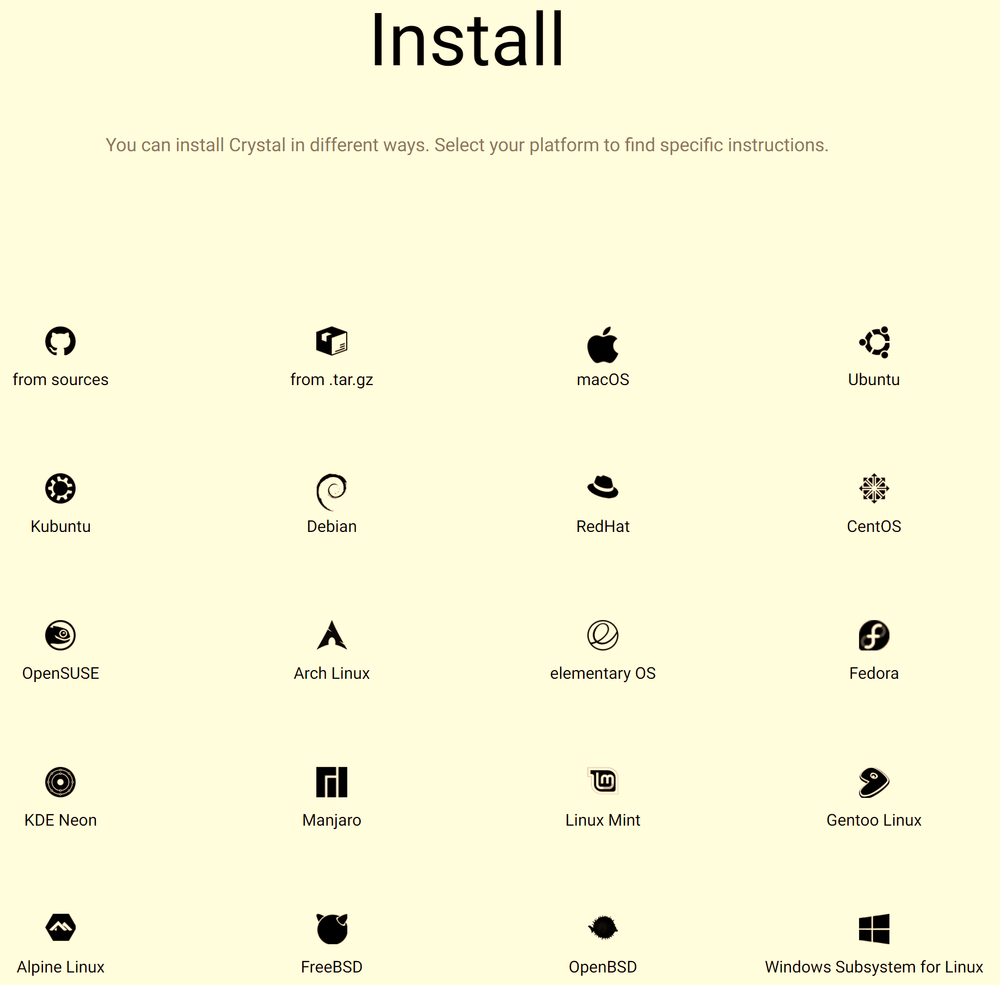 Install
You can install Crystal in different ways. Select your platform to find specific instructions.
from sources
from .tar.gz
macOS
Ubuntu
Kubuntu
Debian
RedHat
CentOS
OpenSUSE
Arch Linux
elementary OS
Fedora
KDE Neon
Manjaro
Linux Mint
Gentoo Linux
Alpine Linux
FreeBSD
OpenBSD
Windows Subsystem for Linux